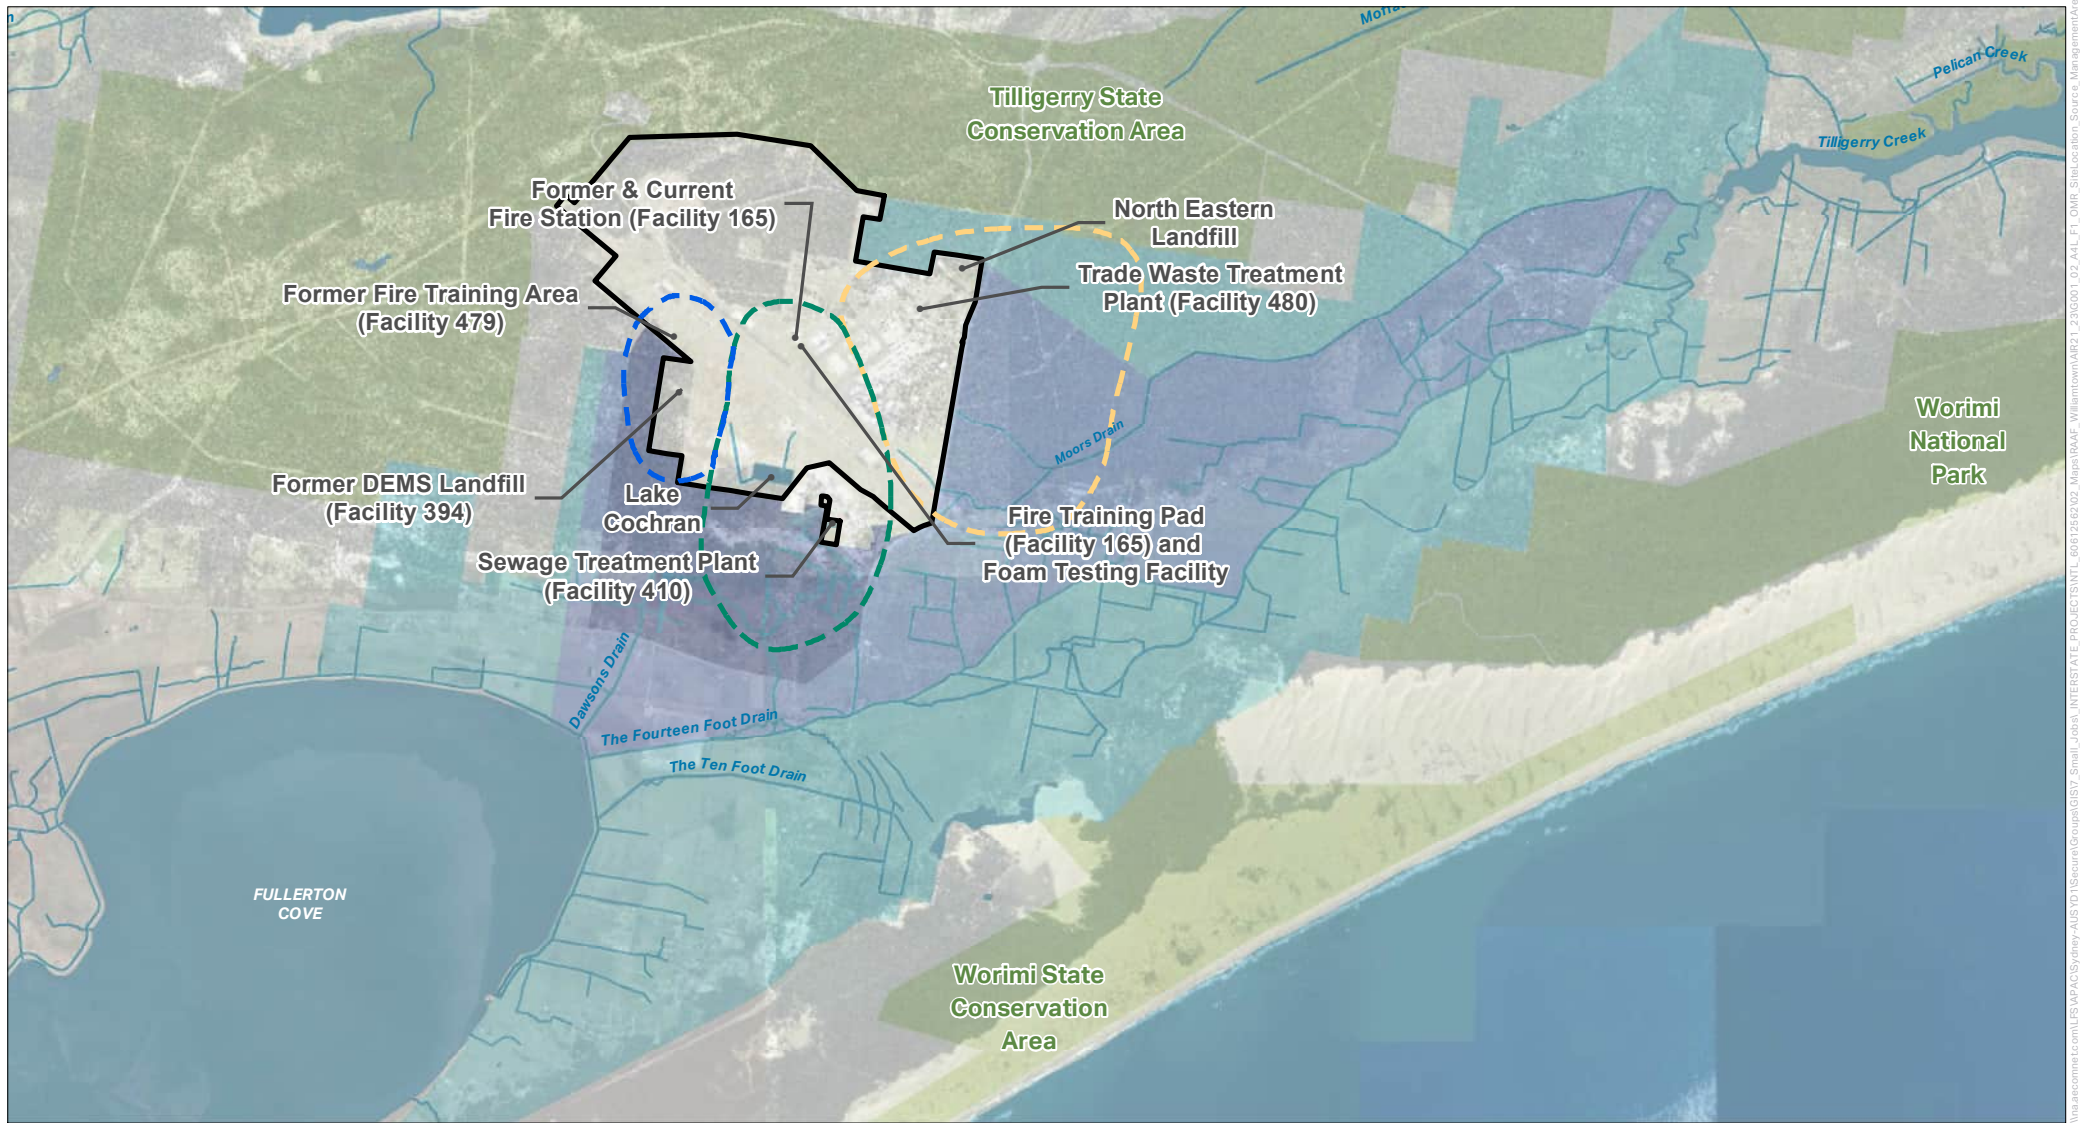 Moffa
Pelican Creek
Tilligerry State
Conservation Area
Tilligerry Creek
Former & Current
Fire Station (Facility 165)
North Eastern
Landfill
Trade Waste Treatment
Plant (Facility 480)
Former Fire Training Area
(Facility 479)
Worimi
National
Park
Moors Drain
Former DEMS Landfill
(Facility 394)
Lake
Cochran
Fire Training Pad
(Facility 165) and
Foam Testing Facility
Sewage Treatment Plant
(Facility 410)
Dawsons Drain
The Fourteen Foot Drain
The Ten Foot Drain
FULLERTON
COVE
Worimi State
Conservation
Area